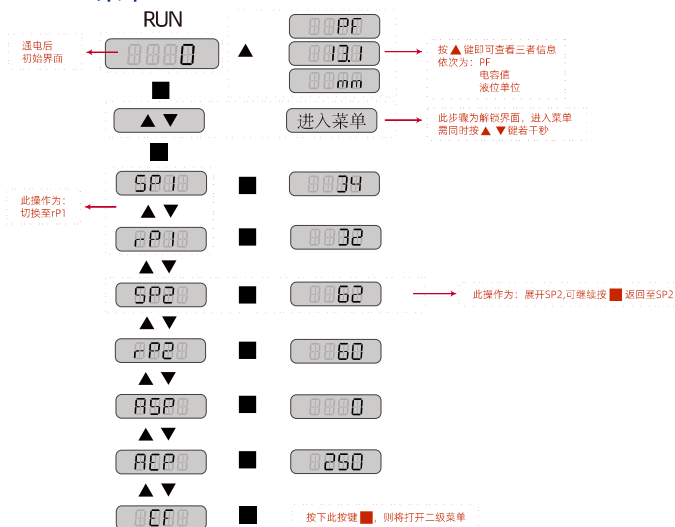 RUN
通电后
初始界面
0
PF
13.1
mm
按▲键即可查看三者信息
依次为：PF
电容值
液位单位
▲ ▼
进入菜单
此步骤为解锁界面，进入菜单
需同时按▲ ▼键若干秒
SP1
34
此操作为：
切换至rP1
▲ ▼
rP1
32
▲ ▼
SP2
62
此操作为：展开SP2,可继续按■返回至SP2
▲ ▼
rP2
60
▲ ▼
ASP
0
▲ ▼
AEP
250
▲ ▼
EF
按下此按键■，则将打开二级菜单